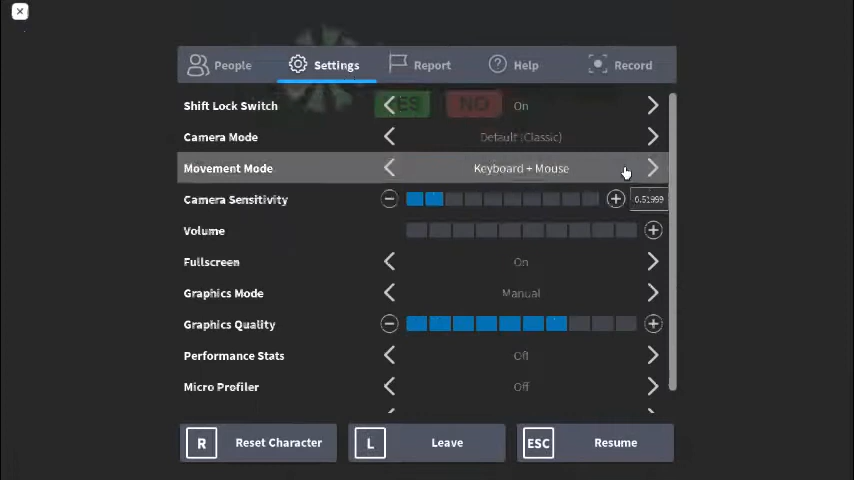 People Settings Report Help Record
Shift Lock Switch On
YES NO
Camera Mode Default (Classic)
Movement Mode Keyboard + Mouse
Camera Sensitivity 0.51999
Volume
Fullscreen On
Graphics Mode Manual
Graphics Quality
Performance Stats Off
Micro Profiler Off
R Reset Character L Leave ESC Resume